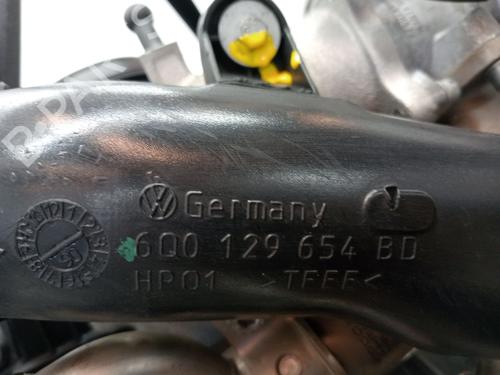 Germany
6Q0 129 654 BD
HP01 >TEEE<